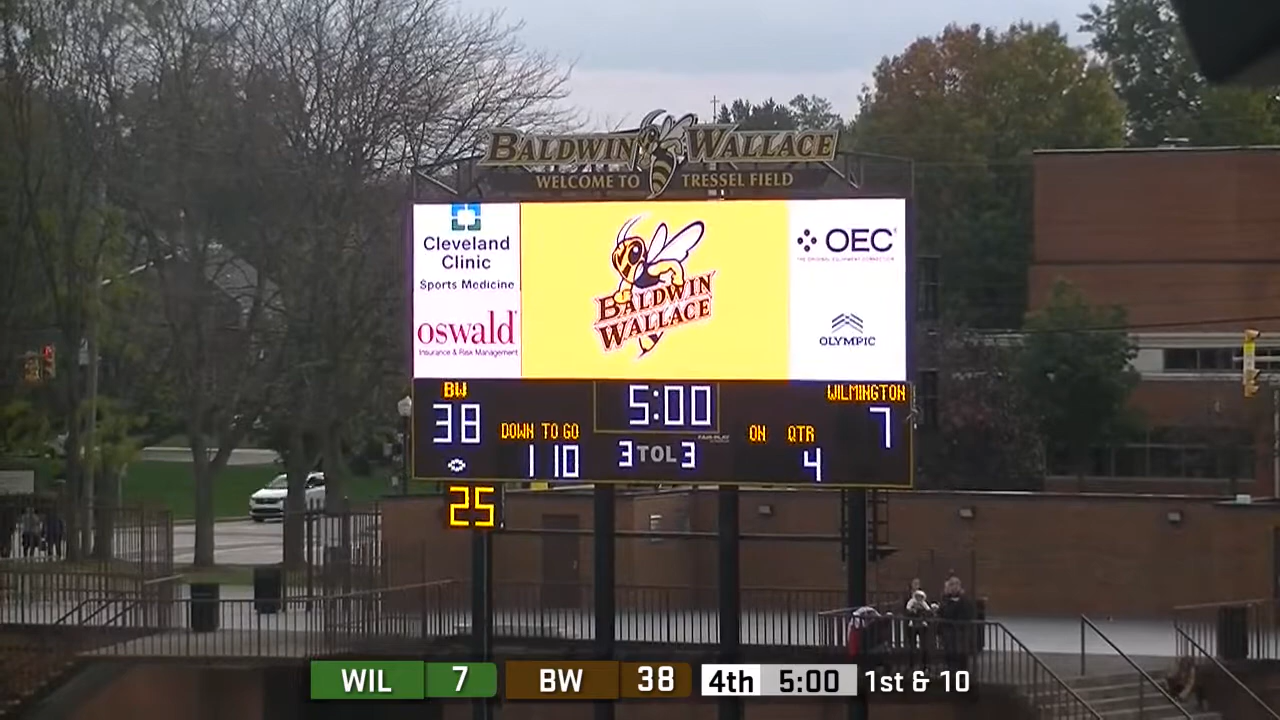 BALDWIN WALLACE
WELCOME TO TRESSEL FIELD
Cleveland
Clinic
Sports Medicine
oswald
Insurance & Risk Management
BALDWIN
WALLACE
OEC
THE ORIGINAL EQUIPMENT CONNECTION
OLYMPIC
BW
38
DOWN TO GO
1 10
5:00
3 TOL 3
ON QTR
4
WILMINGTON
7
25
WIL 7 BW 38 4th 5:00 1st & 10